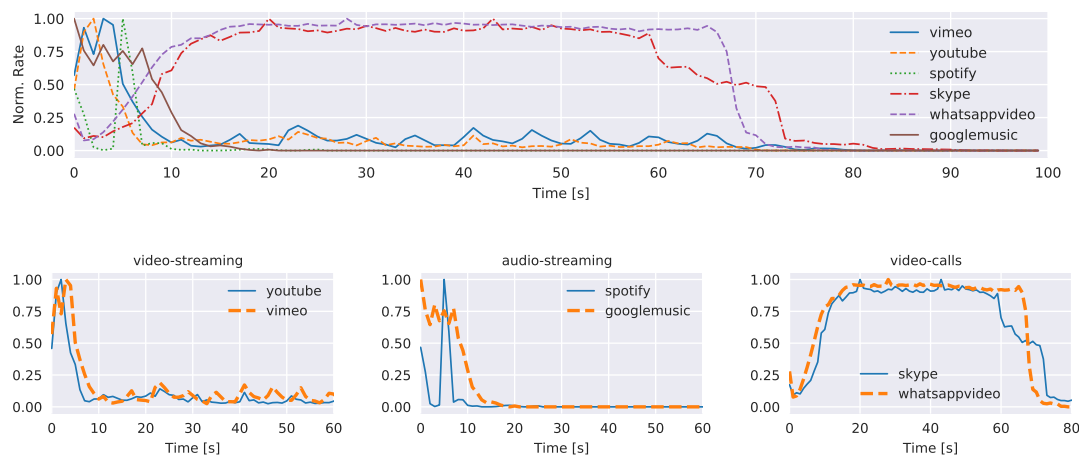 1.00
0.75
0.50
0.25
0.00
Norm. Rate
vimeo
youtube
spotify
skype
whatsappvideo
googlemusic
0 10 20 30 40 50 60 70 80 90 100
Time [s]
video-streaming
1.00
0.75
0.50
0.25
0.00
youtube
vimeo
0 10 20 30 40 50 60
Time [s]
audio-streaming
1.00
0.75
0.50
0.25
0.00
spotify
googlemusic
0 10 20 30 40 50 60
Time [s]
video-calls
1.00
0.75
0.50
0.25
0.00
skype
whatsappvideo
0 20 40 60 80
Time [s]